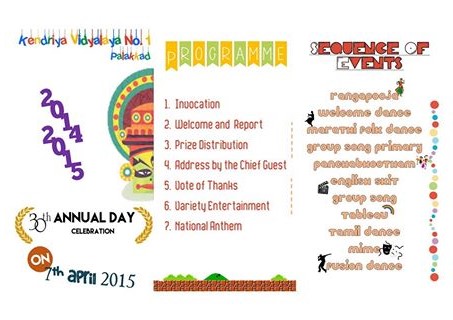 Kendriya Vidyalaya No. 1
Palakkad
2014
2015
30th ANNUAL DAY
CELEBRATION
ON
7th April 2015
PROGRAMME
1. Invocation
2. Welcome and Report
3. Prize Distribution
4. Address by the Chief Guest
5. Vote of Thanks
6. Variety Entertainment
7. National Anthem
SEQUENCE OF
EVENTS
rangapooja
welcome dance
marathi folk dance
group song primary
panchabhootham
english skit
group song
tableau
tamil dance
mime
fusion dance